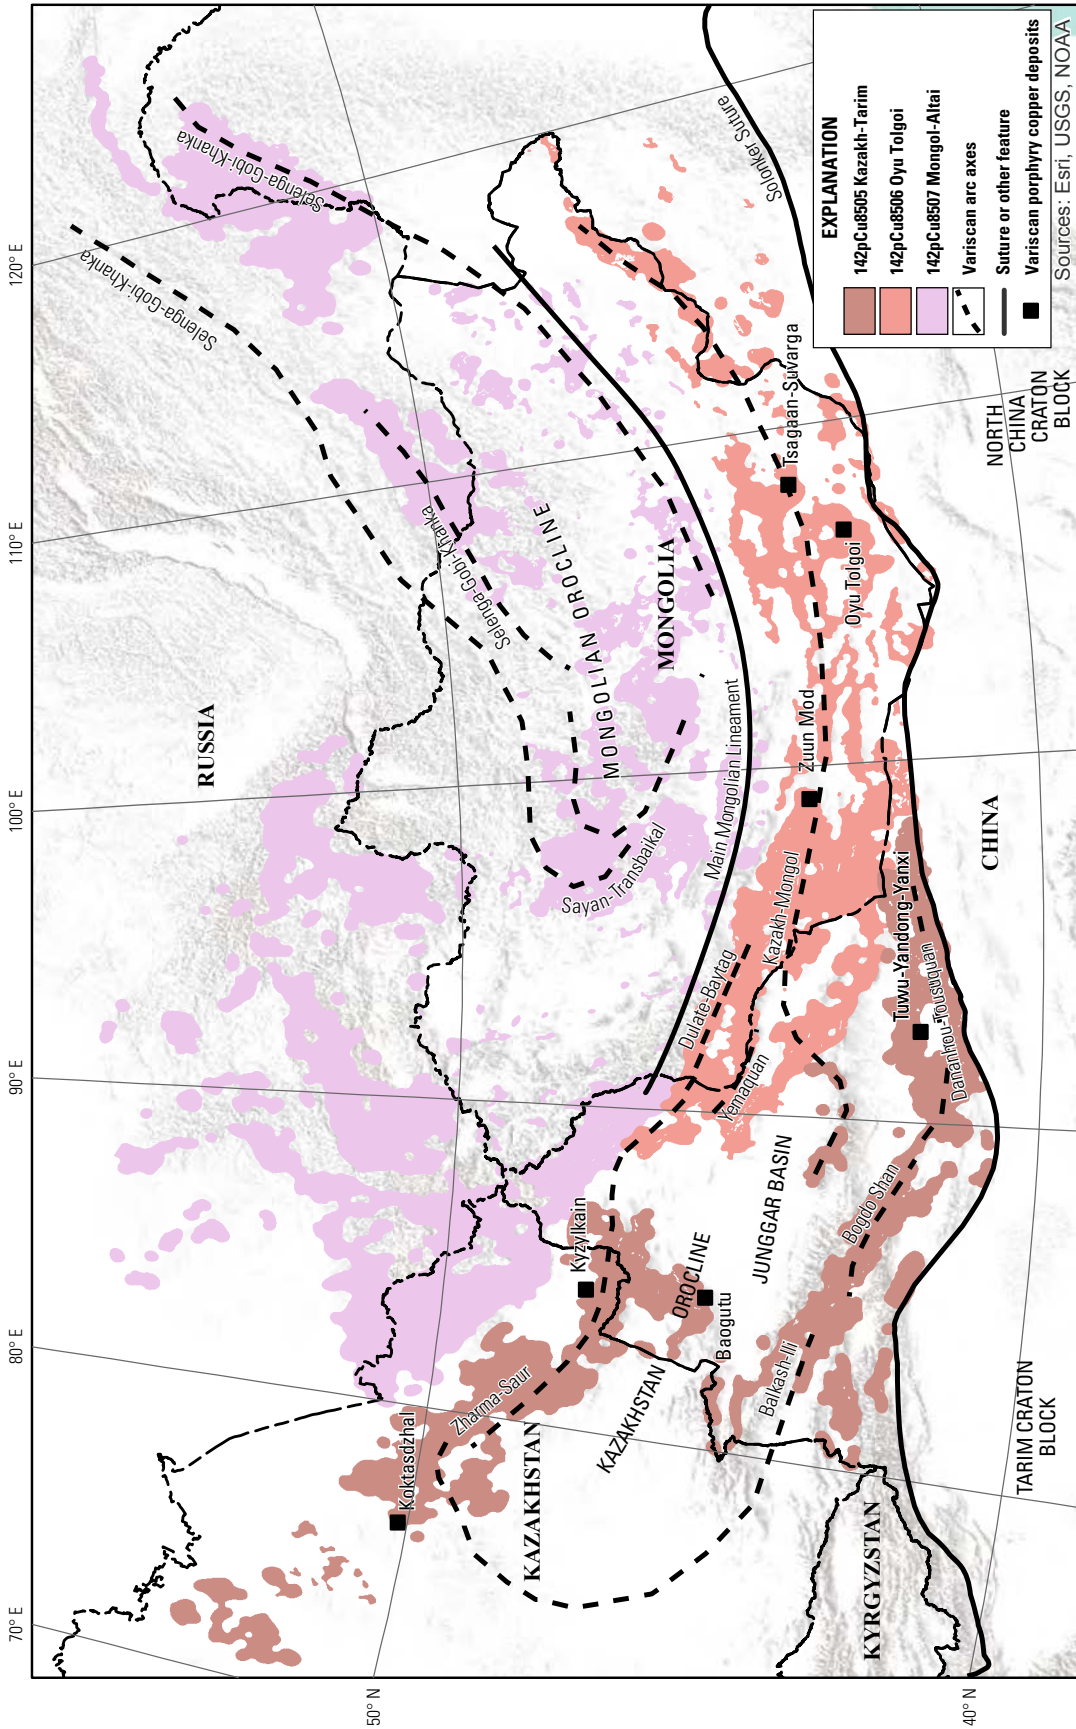 70° E
80° E
90° E
100° E
110° E
120° E
50° N
40° N
RUSSIA
Selenga-Gobi-Khanka
Selenga-Gobi-Khanka
Selenga-Gobi-Khanka
MONGOLIAN OROCLINE
MONGOLIA
Sayan-Transbaikal
Main Mongolian Lineament
Koktasdzhal
Zharma-Saur
KAZAKHSTAN
Kyzylkain
KAZAKHSTAN
OROCLINE
Baogutu
JUNGGAR BASIN
Dulate-Baytag
Yemaquan
Kazakh-Mongol
Zuun Mod
Oyu Tolgoi
Tsagaan-Suvarga
Solonker Suture
Balkash-Ili
Bogdo Shan
Tuwu-Yandong-Yanxi
Dananhou-Tousuquan
KYRGYZSTAN
TARIM CRATON
BLOCK
CHINA
NORTH
CHINA
CRATON
BLOCK
EXPLANATION
142pCu8505 Kazakh-Tarim
142pCu8506 Oyu Tolgoi
142pCu8507 Mongol-Altai
Variscan arc axes
Suture or other feature
Variscan porphyry copper deposits
Sources: Esri, USGS, NOAA